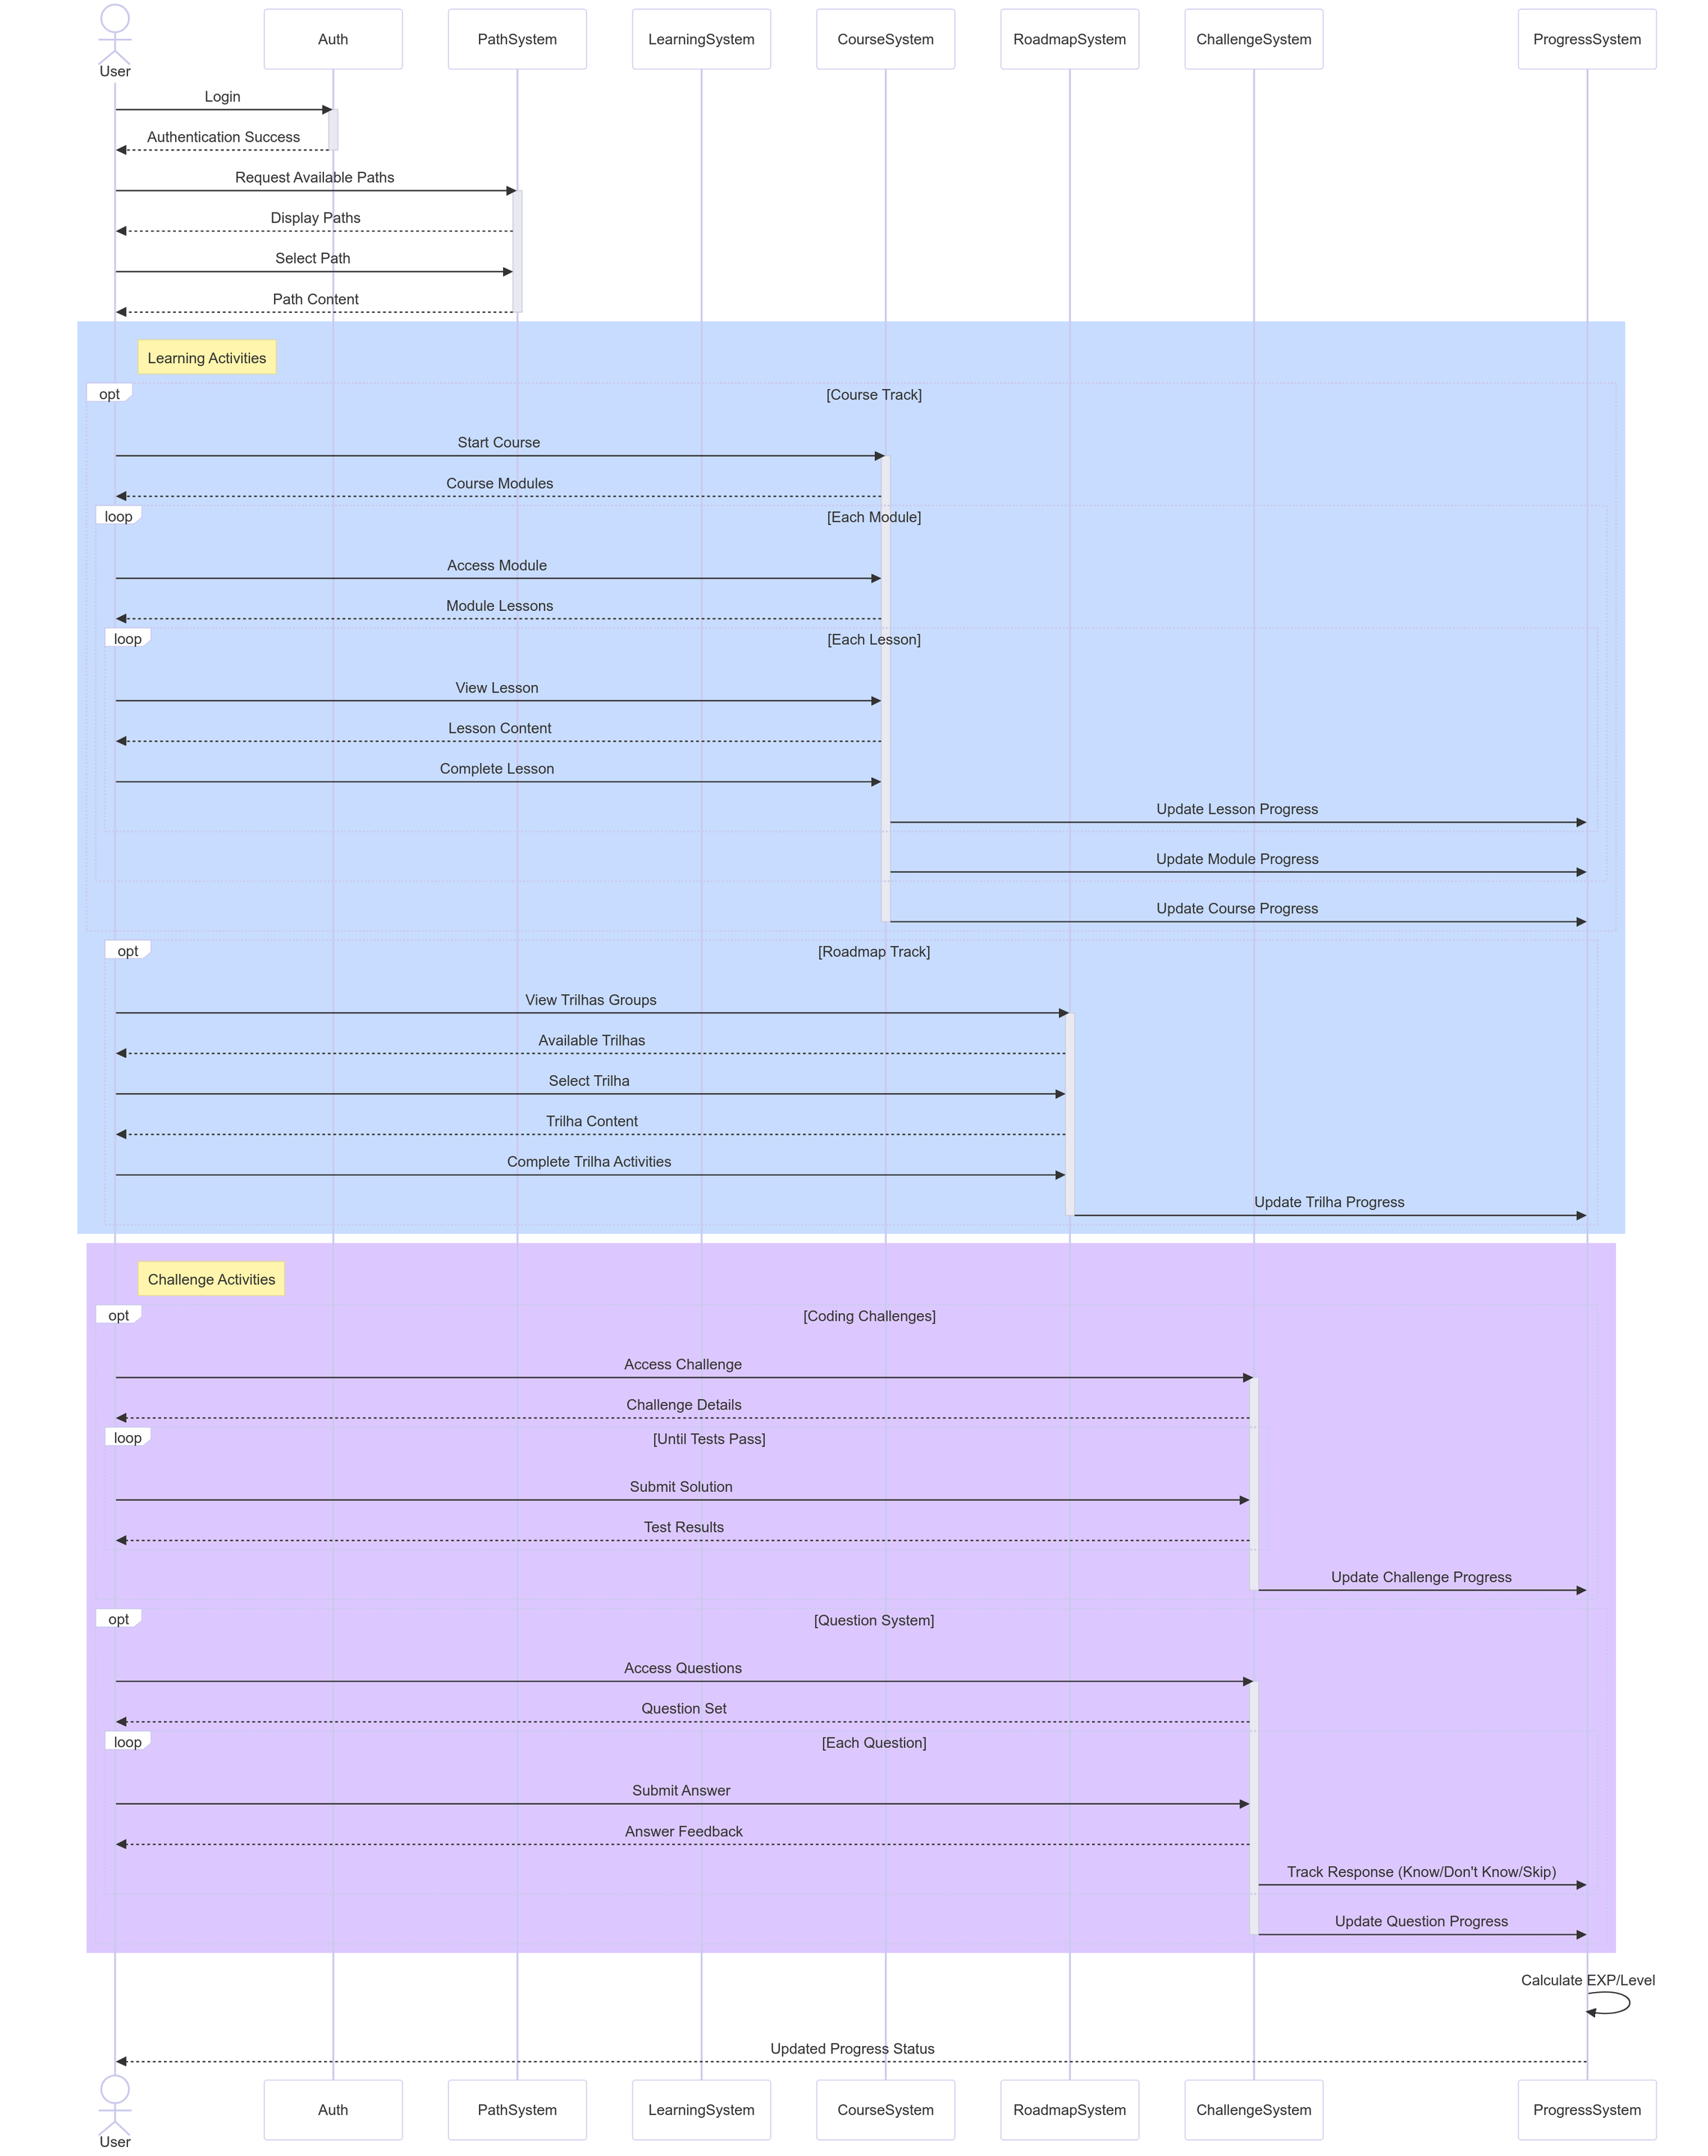 User
Auth
PathSystem
LearningSystem
CourseSystem
RoadmapSystem
ChallengeSystem
ProgressSystem
Login
Authentication Success
Request Available Paths
Display Paths
Select Path
Path Content
Learning Activities
opt
[Course Track]
Start Course
Course Modules
loop
[Each Module]
Access Module
Module Lessons
loop
[Each Lesson]
View Lesson
Lesson Content
Complete Lesson
Update Lesson Progress
Update Module Progress
Update Course Progress
opt
[Roadmap Track]
View Trilhas Groups
Available Trilhas
Select Trilha
Trilha Content
Complete Trilha Activities
Update Trilha Progress
Challenge Activities
opt
[Coding Challenges]
Access Challenge
Challenge Details
loop
[Until Tests Pass]
Submit Solution
Test Results
Update Challenge Progress
opt
[Question System]
Access Questions
Question Set
loop
[Each Question]
Submit Answer
Answer Feedback
Track Response (Know/Don't Know/Skip)
Update Question Progress
Calculate EXP/Level
Updated Progress Status
User
Auth
PathSystem
LearningSystem
CourseSystem
RoadmapSystem
ChallengeSystem
ProgressSystem